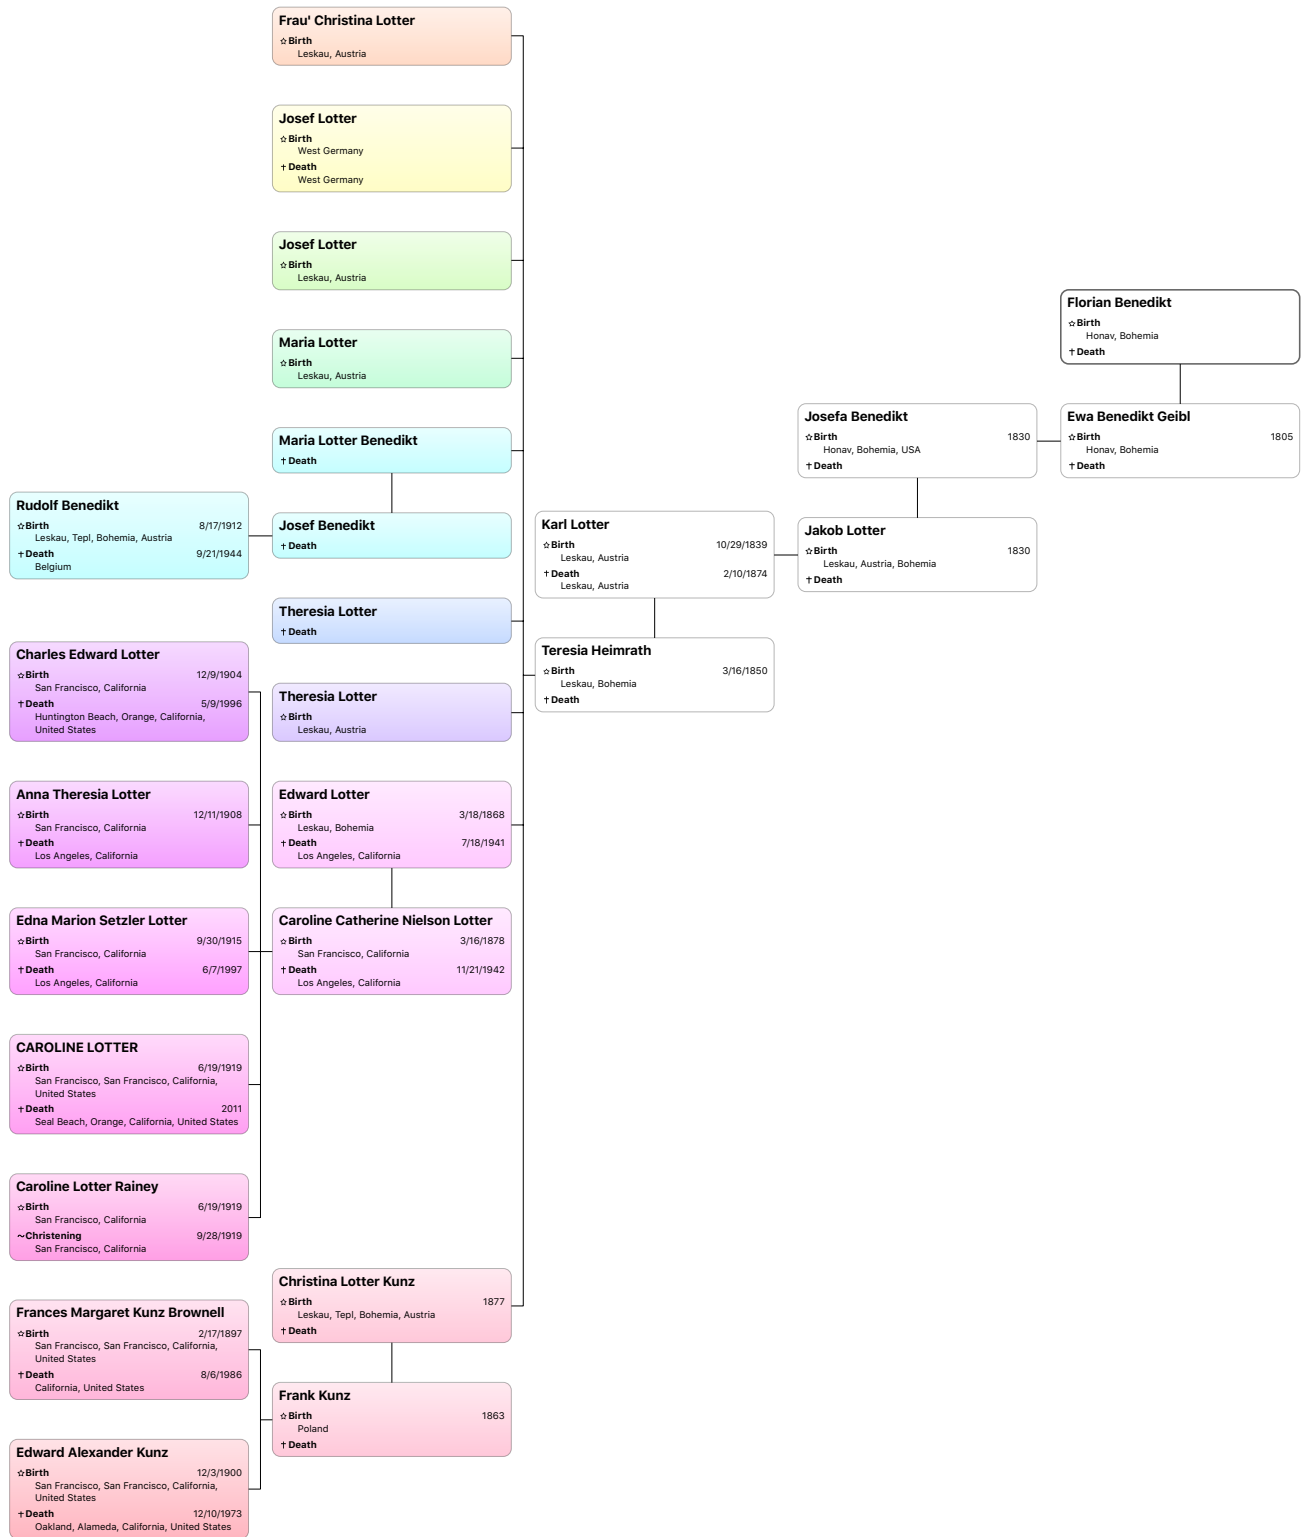 Frau' Christina Lotter
☆Birth
Leskau, Austria
Josef Lotter
☆Birth
West Germany
†Death
West Germany
Josef Lotter
☆Birth
Leskau, Austria
Maria Lotter
☆Birth
Leskau, Austria
Maria Lotter Benedikt
†Death
Josef Benedikt
†Death
Rudolf Benedikt
☆Birth 8/17/1912
Leskau, Tepl, Bohemia, Austria
†Death 9/21/1944
Belgium
Theresia Lotter
†Death
Theresia Lotter
☆Birth
Leskau, Austria
Charles Edward Lotter
☆Birth 12/9/1904
San Francisco, California
†Death 5/9/1996
Huntington Beach, Orange, California,
United States
Anna Theresia Lotter
☆Birth 12/11/1908
San Francisco, California
†Death
Los Angeles, California
Edna Marion Setzler Lotter
☆Birth 9/30/1915
San Francisco, California
†Death 6/7/1997
Los Angeles, California
CAROLINE LOTTER
☆Birth 6/19/1919
San Francisco, San Francisco, California,
United States
†Death 2011
Seal Beach, Orange, California, United States
Caroline Lotter Rainey
☆Birth 6/19/1919
San Francisco, California
~Christening 9/28/1919
San Francisco, California
Edward Lotter
☆Birth 3/18/1868
Leskau, Bohemia
†Death 7/18/1941
Los Angeles, California
Caroline Catherine Nielson Lotter
☆Birth 3/16/1878
San Francisco, California
†Death 11/21/1942
Los Angeles, California
Frances Margaret Kunz Brownell
☆Birth 2/17/1897
San Francisco, San Francisco, California,
United States
†Death 8/6/1986
California, United States
Edward Alexander Kunz
☆Birth 12/3/1900
San Francisco, San Francisco, California,
United States
†Death 12/10/1973
Oakland, Alameda, California, United States
Christina Lotter Kunz
☆Birth 1877
Leskau, Tepl, Bohemia, Austria
†Death
Frank Kunz
☆Birth 1863
Poland
†Death
Karl Lotter
☆Birth 10/29/1839
Leskau, Austria
†Death 2/10/1874
Leskau, Austria
Teresia Heimrath
☆Birth 3/16/1850
Leskau, Bohemia
†Death
Josefa Benedikt
☆Birth 1830
Honav, Bohemia, USA
†Death
Jakob Lotter
☆Birth 1830
Leskau, Austria, Bohemia
†Death
Florian Benedikt
☆Birth
Honav, Bohemia
†Death
Ewa Benedikt Geibl
☆Birth 1805
Honav, Bohemia
†Death